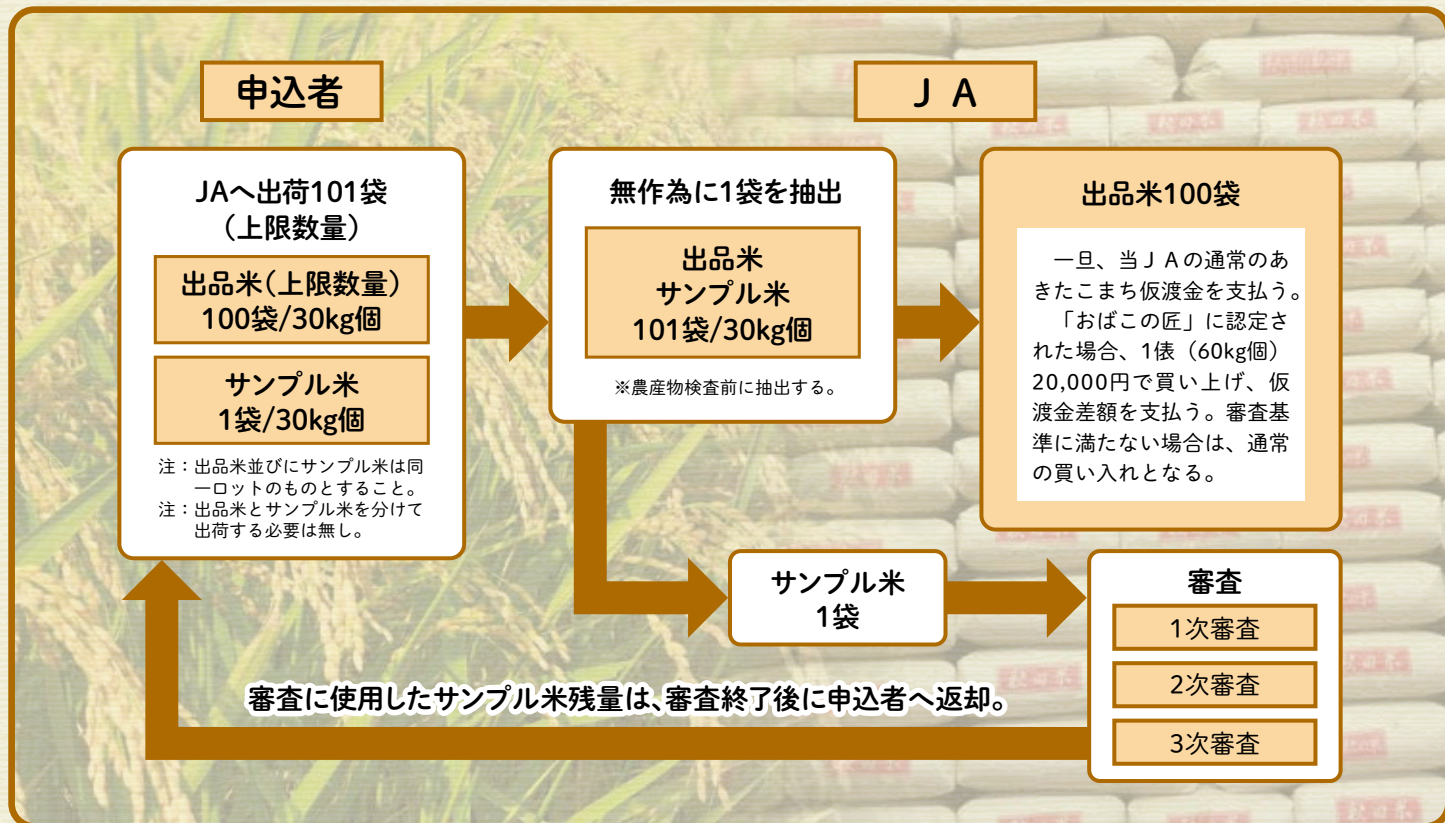 申込者
JA
JAへ出荷101袋
（上限数量）
出品米（上限数量）
100袋/30kg個
サンプル米
1袋/30kg個
注：出品米並びにサンプル米は同
一ロットのものとすること。
注：出品米とサンプル米を分けて
出荷する必要は無し。
無作為に1袋を抽出
出品米
サンプル米
101袋/30kg個
※農産物検査前に抽出する。
出品米100袋
一旦、当ＪＡの通常のあ
きたこまち仮渡金を支払う。
「おばこの匠」に認定さ
れた場合、1俵（60kg個）
20,000円で買い上げ、仮
渡金差額を支払う。審査基
準に満たない場合は、通常
の買い入れとなる。
サンプル米
1袋
審査
1次審査
2次審査
3次審査
審査に使用したサンプル米残量は、審査終了後に申込者へ返却。